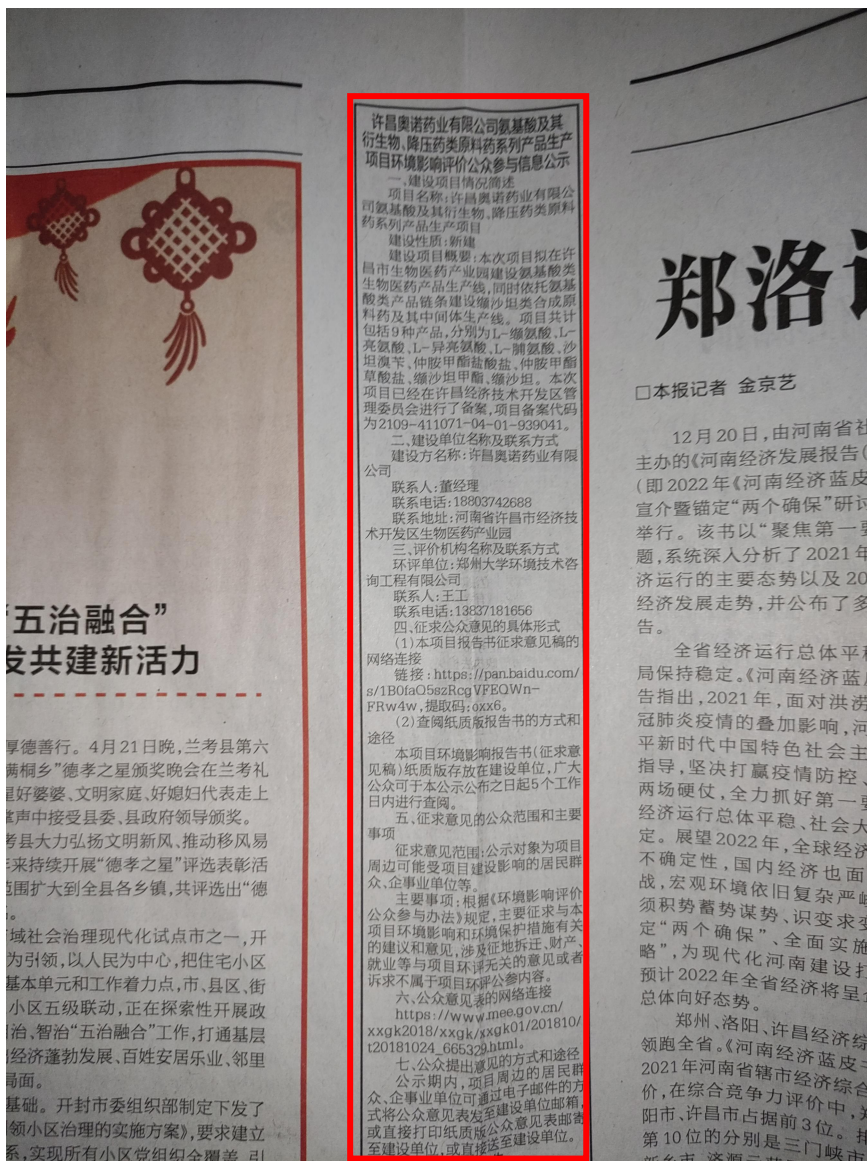 "五治融合"
发共建新活力
厚德善行。4月21日晚,兰考县第六
满桐乡"德孝之星颁奖晚会在兰考礼
星好婆婆、文明家庭、好媳妇代表走上
掌声中接受县委、县政府领导颁奖。
考县大力弘扬文明新风、推动移风易
年来持续开展"德孝之星"评选表彰活
范围扩大到全县各乡镇,共评选出"德
域社会治理现代化试点市之一,开
为引领,以人民为中心,把住宅小区
基本单元和工作着力点,市、县区、街
小区五级联动,正在探索性开展政
治、智治"五治融合"工作,打通基层
经济蓬勃发展、百姓安居乐业、邻里
局面。
基础。开封市委组织部制定下发了
领小区治理的实施方案》,要求建立
系,实现所有小区党组织全覆盖,引
许昌奥诺药业有限公司氨基酸及其
衍生物、降压药类原料药系列产品生产
项目环境影响评价公众参与信息公示
一、建设项目情况简述
项目名称:许昌奥诺药业有限公
司氨基酸及其衍生物、降压药类原料
药系列产品生产项目
建设性质:新建
建设项目概要:本次项目拟在许
昌市生物医药产业园建设氨基酸类
生物医药产品生产线,同时依托氨基
酸类产品链条建设缬沙坦类合成原
料药及其中间体生产线。项目共计
包括9种产品,分别为L-缬氨酸、L-
亮氨酸、L-异亮氨酸、L-脯氨酸、沙
坦溴苄、仲胺甲酯盐酸盐、仲胺甲酯
草酸盐、缬沙坦甲酯、缬沙坦。本次
项目已经在许昌经济技术开发区管
理委员会进行了备案,项目备案代码
为2109-411071-04-01-939041。
二、建设单位名称及联系方式
建设方名称:许昌奥诺药业有限
公司
联系人:董经理
联系电话:18803742688
联系地址:河南省许昌市经济技
术开发区生物医药产业园
三、评价机构名称及联系方式
环评单位:郑州大学环境技术咨
询工程有限公司
联系人:王工
联系电话:13837181656
四、征求公众意见的具体形式
(1)本项目报告书征求意见稿的
网络连接
链接:https://pan.baidu.com/
s/1B0faQ5szRcgVFEQWn-
FRw4w,提取码:oxx6。
(2)查阅纸质版报告书的方式和
途径
本项目环境影响报告书(征求意
见稿)纸质版存放在建设单位,广大
公众可于本公示公布之日起5个工作
日内进行查阅。
五、征求意见的公众范围和主要
事项
征求意见范围:公示对象为项目
周边可能受项目建设影响的居民群
众、企事业单位等。
主要事项:根据《环境影响评价
公众参与办法》规定,主要征求与本
项目环境影响和环境保护措施有关
的建议和意见,涉及征地拆迁、财产、
就业等与项目环评无关的意见或者
诉求不属于项目环评公参内容。
六、公众意见表的网络连接
https://www.mee.gov.cn/
xxgk2018/xxgk/xxgk01/201810/
t20181024_665329.html。
七、公众提出意见的方式和途径
公示期内,项目周边的居民群
众、企事业单位可通过电子邮件的方
式将公众意见表发至建设单位邮箱,
或直接打印纸质版公众意见表邮寄
至建设单位,或直接送至建设单位。
郑洛
□本报记者 金京艺
12月20日,由河南省社
主办的《河南经济发展报告(
(即2022年《河南经济蓝皮
宣介暨锚定"两个确保"研讨
举行。该书以"聚焦第一要
题,系统深入分析了2021年
济运行的主要态势以及20
经济发展走势,并公布了多
告。
全省经济运行总体平稳
局保持稳定。《河南经济蓝皮
告指出,2021年,面对洪涝
冠肺炎疫情的叠加影响,河
平新时代中国特色社会主
指导,坚决打赢疫情防控、
两场硬仗,全力抓好第一要
经济运行总体平稳、社会大
定。展望2022年,全球经济
不确定性,国内经济也面
战,宏观环境依旧复杂严峻
须积势蓄势谋势、识变求变
定"两个确保"、全面实施
略",为现代化河南建设打
预计2022年全省经济将呈
总体向好态势。
郑州、洛阳、许昌经济综
领跑全省。《河南经济蓝皮书
2021年河南省辖市经济综合
价,在综合竞争力评价中,郑
阳市、许昌市占据前3位。排
第10位的分别是三门峡市